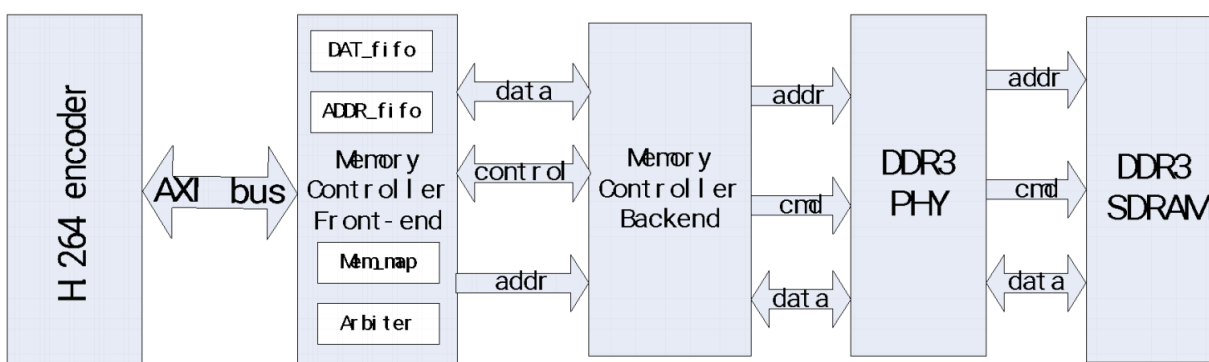 H.264 encoder
AXI bus
DAT_fifo
ADDR_fifo
Memory
Controller
Front-end
Mem_map
Arbiter
data
control
addr
Memory
Controller
Backend
addr
cmd
data
DDR3
PHY
addr
cmd
data
DDR3
SDRAM